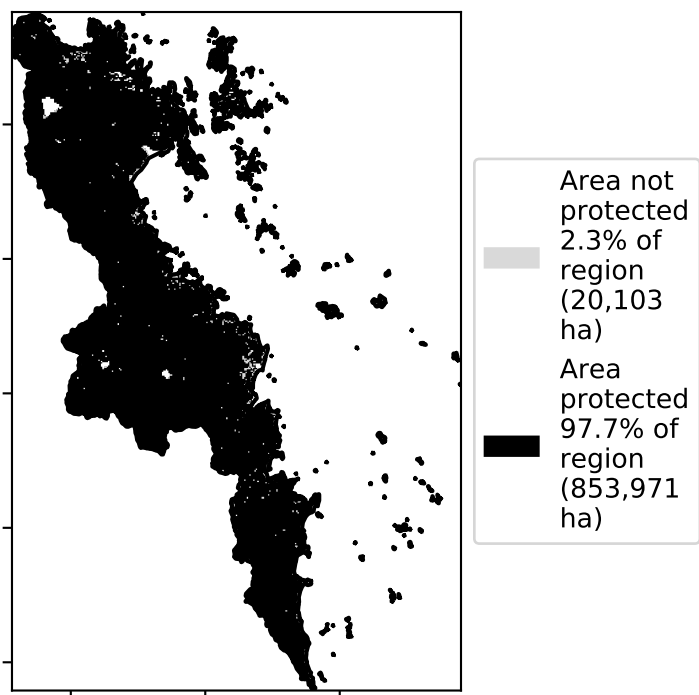 Area not
protected
2.3% of
region
(20,103
ha)
Area
protected
97.7% of
region
(853,971
ha)